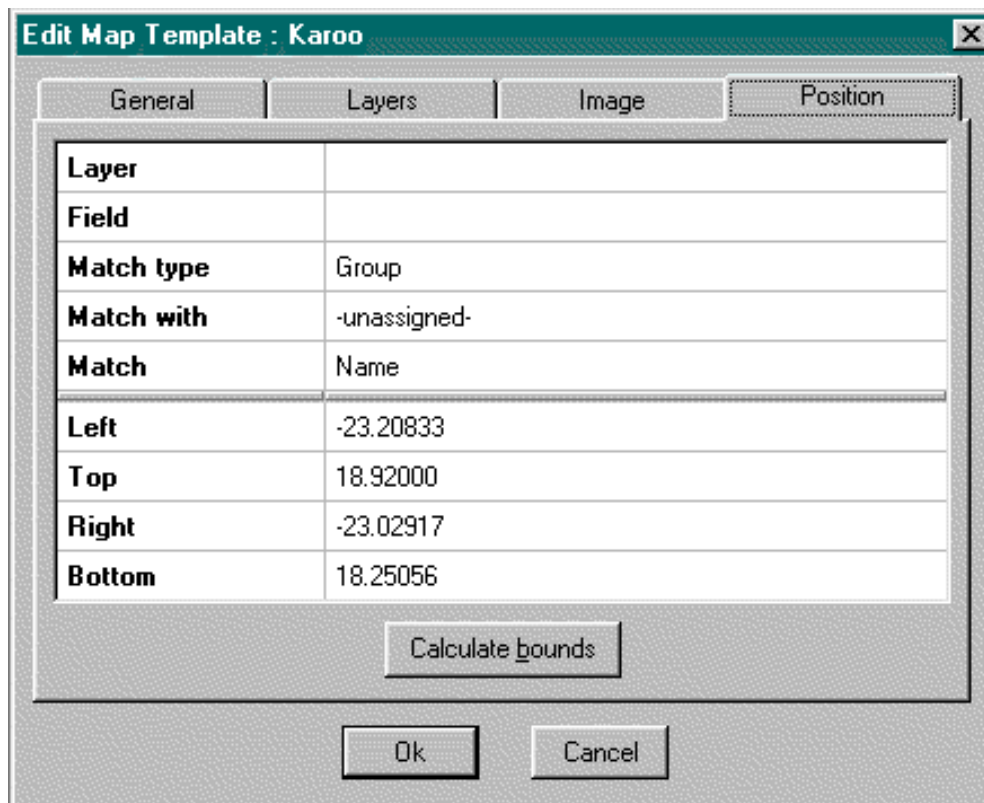 Edit Map Template : Karoo
General Layers Image Position
Layer
Field
Match type Group
Match with -unassigned-
Match Name
Left -23.20833
Top 18.92000
Right -23.02917
Bottom 18.25056
Calculate bounds
Ok Cancel